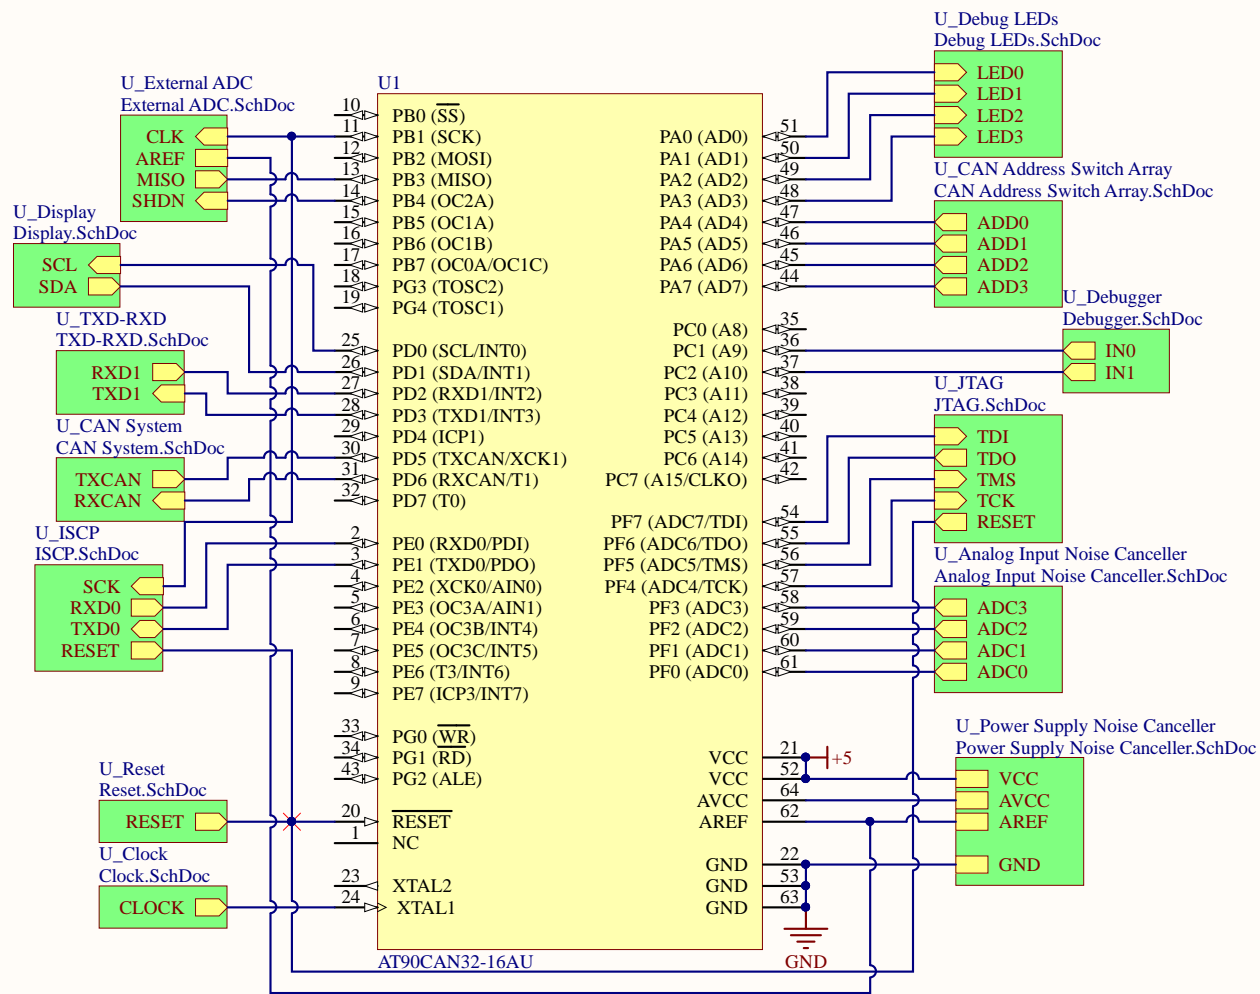 U_External ADC
External ADC.SchDoc
CLK
AREF
MISO
SHDN
U_Display
Display.SchDoc
SCL
SDA
U_TXD-RXD
TXD-RXD.SchDoc
RXD1
TXD1
U_CAN System
CAN System.SchDoc
TXCAN
RXCAN
U_ISCP
ISCP.SchDoc
SCK
RXD0
TXD0
RESET
U_Reset
Reset.SchDoc
RESET
U_Clock
Clock.SchDoc
CLOCK
U1
10 PB0 (SS)
11 PB1 (SCK)
12 PB2 (MOSI)
13 PB3 (MISO)
14 PB4 (OC2A)
15 PB5 (OC1A)
16 PB6 (OC1B)
17 PB7 (OC0A/OC1C)
18 PG3 (TOSC2)
19 PG4 (TOSC1)
25 PD0 (SCL/INT0)
26 PD1 (SDA/INT1)
27 PD2 (RXD1/INT2)
28 PD3 (TXD1/INT3)
29 PD4 (ICP1)
30 PD5 (TXCAN/XCK1)
31 PD6 (RXCAN/T1)
32 PD7 (T0)
2 PE0 (RXD0/PDI)
3 PE1 (TXD0/PDO)
4 PE2 (XCK0/AIN0)
5 PE3 (OC3A/AIN1)
6 PE4 (OC3B/INT4)
7 PE5 (OC3C/INT5)
8 PE6 (T3/INT6)
9 PE7 (ICP3/INT7)
33 PG0 (WR)
34 PG1 (RD)
43 PG2 (ALE)
20 RESET
1 NC
23 XTAL2
24 XTAL1
PA0 (AD0) 51
PA1 (AD1) 50
PA2 (AD2) 49
PA3 (AD3) 48
PA4 (AD4) 47
PA5 (AD5) 46
PA6 (AD6) 45
PA7 (AD7) 44
PC0 (A8) 35
PC1 (A9) 36
PC2 (A10) 37
PC3 (A11) 38
PC4 (A12) 39
PC5 (A13) 40
PC6 (A14) 41
PC7 (A15/CLKO) 42
PF7 (ADC7/TDI) 54
PF6 (ADC6/TDO) 55
PF5 (ADC5/TMS) 56
PF4 (ADC4/TCK) 57
PF3 (ADC3) 58
PF2 (ADC2) 59
PF1 (ADC1) 60
PF0 (ADC0) 61
VCC 21 +5
VCC 52
AVCC 64
AREF 62
GND 22
GND 53
GND 63
GND
AT90CAN32-16AU
U_Debug LEDs
Debug LEDs.SchDoc
LED0
LED1
LED2
LED3
U_CAN Address Switch Array
CAN Address Switch Array.SchDoc
ADD0
ADD1
ADD2
ADD3
U_Debugger
Debugger.SchDoc
IN0
IN1
U_JTAG
JTAG.SchDoc
TDI
TDO
TMS
TCK
RESET
U_Analog Input Noise Canceller
Analog Input Noise Canceller.SchDoc
ADC3
ADC2
ADC1
ADC0
U_Power Supply Noise Canceller
Power Supply Noise Canceller.SchDoc
VCC
AVCC
AREF
GND